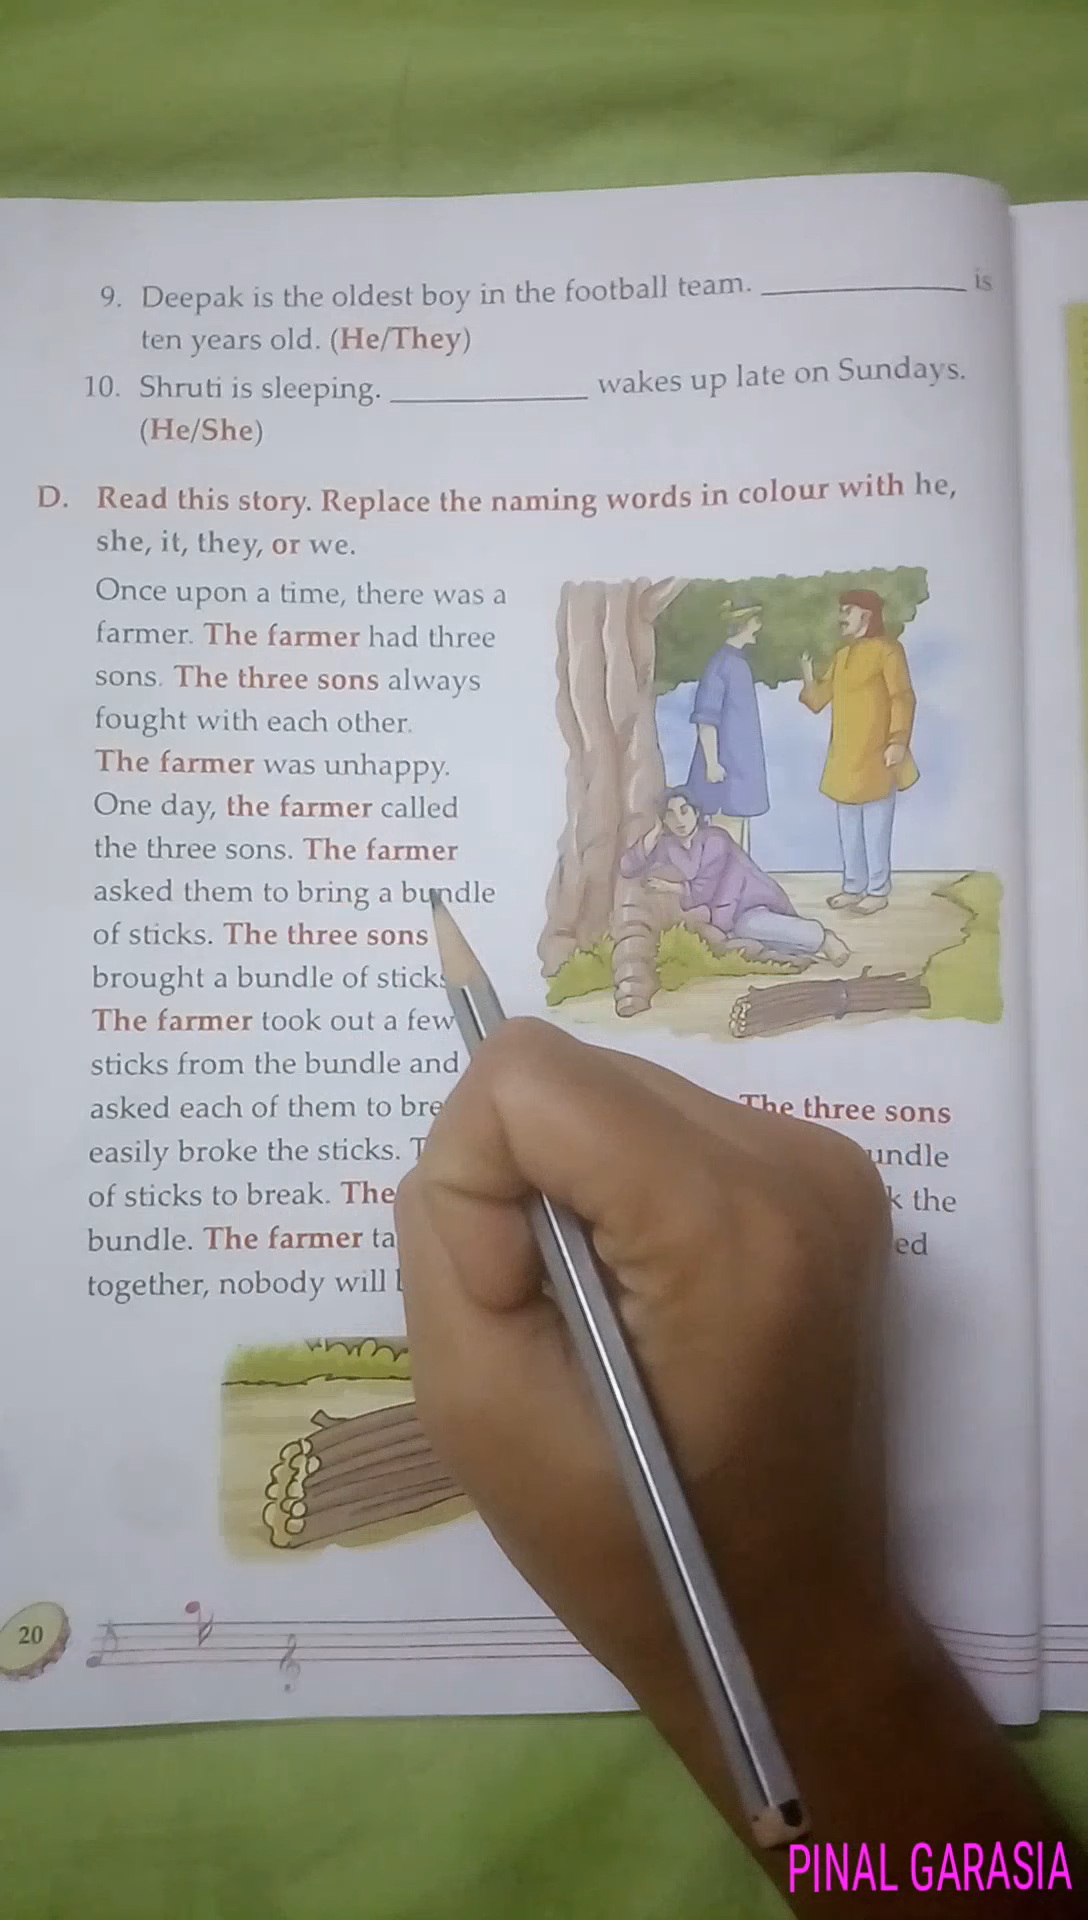 9. Deepak is the oldest boy in the football team. ____________ is
ten years old. (He/They)
10. Shruti is sleeping. ____________ wakes up late on Sundays.
(He/She)
D. Read this story. Replace the naming words in colour with he,
she, it, they, or we.
Once upon a time, there was a
farmer. The farmer had three
sons. The three sons always
fought with each other.
The farmer was unhappy.
One day, the farmer called
the three sons. The farmer
asked them to bring a bundle
of sticks. The three sons
brought a bundle of sticks
The farmer took out a few
sticks from the bundle and
asked each of them to The three sons
easily broke the sticks.
of sticks to break. The the
bundle. The farmer
together, nobody will
20
PINAL GARASIA